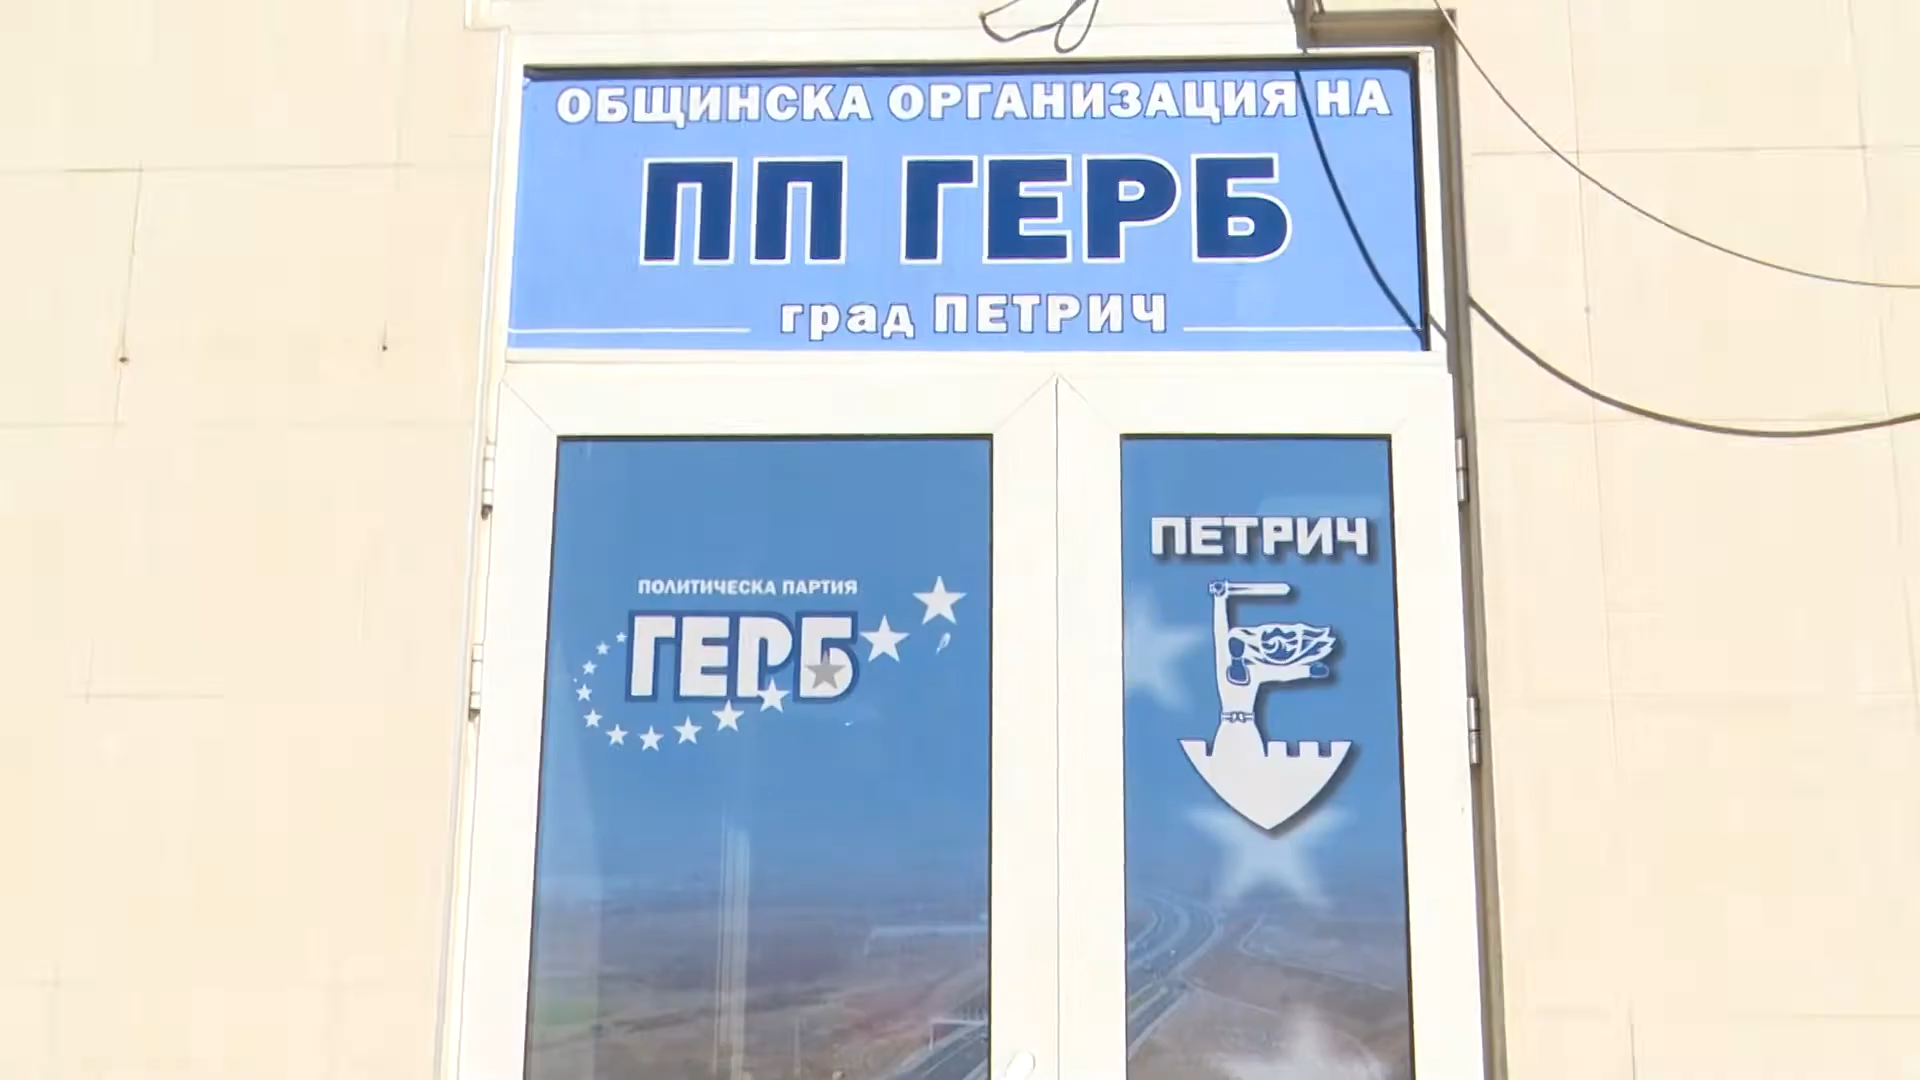 ОБЩИНСКА ОРГАНИЗАЦИЯ НА
ПП ГЕРБ
град ПЕТРИЧ
ПОЛИТИЧЕСКА ПАРТИЯ
ГЕРБ
ПЕТРИЧ